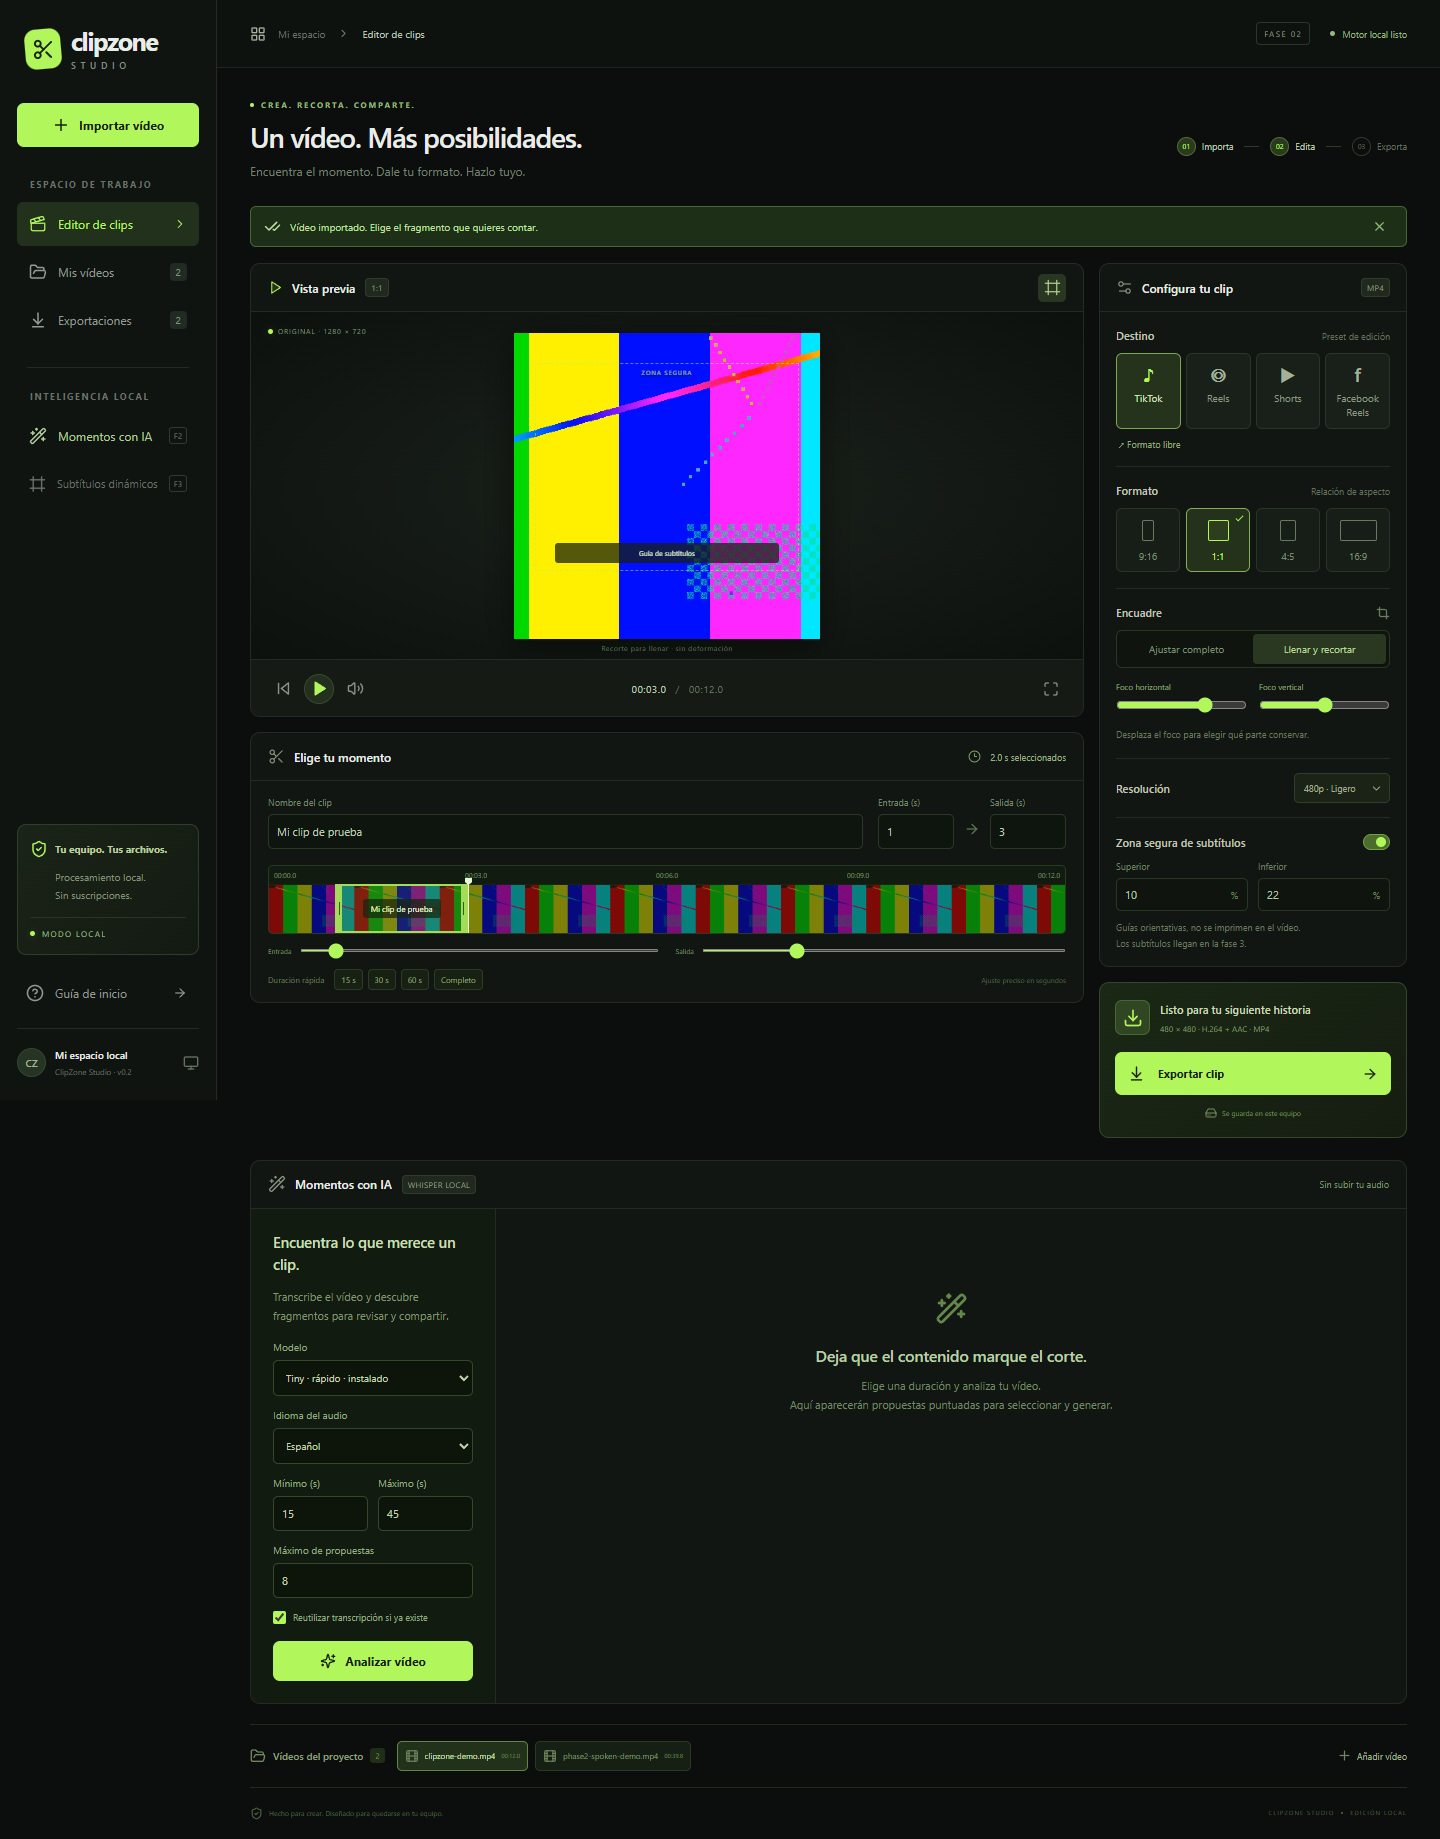 clipzone
STUDIO
Importar vídeo
ESPACIO DE TRABAJO
Editor de clips
Mis vídeos 2
Exportaciones 2
INTELIGENCIA LOCAL
Momentos con IA F2
Subtítulos dinámicos F3
Tu equipo. Tus archivos.
Procesamiento local.
Sin suscripciones.
MODO LOCAL
Guía de inicio
CZ
Mi espacio local
ClipZone Studio · v0.2
Mi espacio
Editor de clips
FASE 02
Motor local listo
CREA. RECORTA. COMPARTE.
Un vídeo. Más posibilidades.
Encuentra el momento. Dale tu formato. Hazlo tuyo.
01 Importa
02 Edita
03 Exporta
Vídeo importado. Elige el fragmento que quieres contar.
Vista previa 1:1
ORIGINAL · 1280 × 720
ZONA SEGURA
Guía de subtítulos
Recorte para llenar · sin deformación
00:03.0 / 00:12.0
Elige tu momento
2.0 s seleccionados
Nombre del clip
Mi clip de prueba
Entrada (s)
1
Salida (s)
3
00:00.0 00:03.0 00:06.0 00:09.0 00:12.0
Mi clip de prueba
Entrada
Salida
Duración rápida 15 s 30 s 60 s Completo
Ajuste preciso en segundos
Configura tu clip MP4
Destino Preset de edición
TikTok
Reels
Shorts
Facebook
Reels
↗ Formato libre
Formato Relación de aspecto
9:16 1:1 4:5 16:9
Encuadre
Ajustar completo Llenar y recortar
Foco horizontal Foco vertical
Desplaza el foco para elegir qué parte conservar.
Resolución 480p · Ligero
Zona segura de subtítulos
Superior Inferior
10 % 22 %
Guías orientativas, no se imprimen en el vídeo.
Los subtítulos llegan en la fase 3.
Listo para tu siguiente historia
480 × 480 · H.264 + AAC · MP4
Exportar clip
Se guarda en este equipo
Momentos con IA WHISPER LOCAL
Sin subir tu audio
Encuentra lo que merece un
clip.
Transcribe el vídeo y descubre
fragmentos para revisar y compartir.
Modelo
Tiny · rápido · instalado
Idioma del audio
Español
Mínimo (s) Máximo (s)
15 45
Máximo de propuestas
8
Reutilizar transcripción si ya existe
Analizar vídeo
Deja que el contenido marque el corte.
Elige una duración y analiza tu vídeo.
Aquí aparecerán propuestas puntuadas para seleccionar y generar.
Vídeos del proyecto 2
clipzone-demo.mp4 00:12.0
phase2-spoken-demo.mp4 00:39.8
Añadir vídeo
Hecho para crear. Diseñado para quedarse en tu equipo.
CLIPZONE STUDIO • EDICIÓN LOCAL